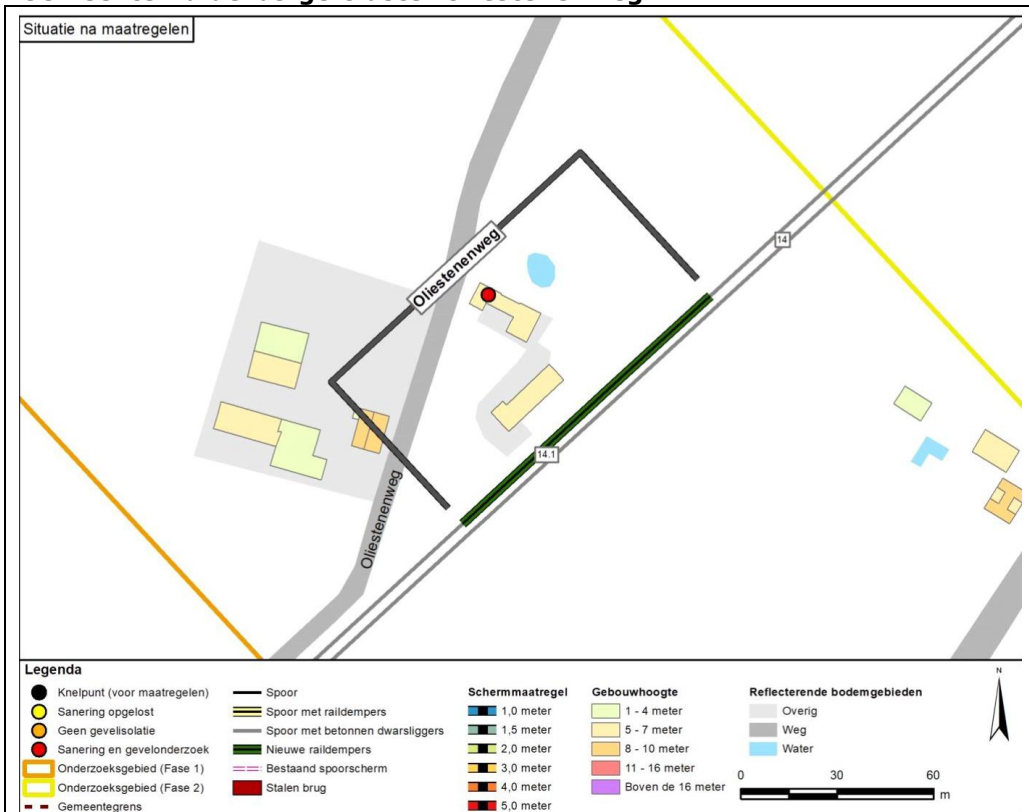 Situatie na maatregelen
Oliestenenweg
14
14.1
Oliestenenweg
Legenda
Knelpunt (voor maatregelen)
Sanering opgelost
Geen gevelisolatie
Sanering en gevelonderzoek
Onderzoeksgebied (Fase 1)
Onderzoeksgebied (Fase 2)
Gemeentegrens
Spoor
Spoor met raildempers
Spoor met betonnen dwarsliggers
Nieuwe raildempers
Bestaand spoorscherm
Stalen brug
Schermmaatregel
1,0 meter
1,5 meter
2,0 meter
3,0 meter
4,0 meter
5,0 meter
Gebouwhoogte
1 - 4 meter
5 - 7 meter
8 - 10 meter
11 - 16 meter
Boven de 16 meter
Reflecterende bodemgebieden
Overig
Weg
Water
N
0 30 60
m